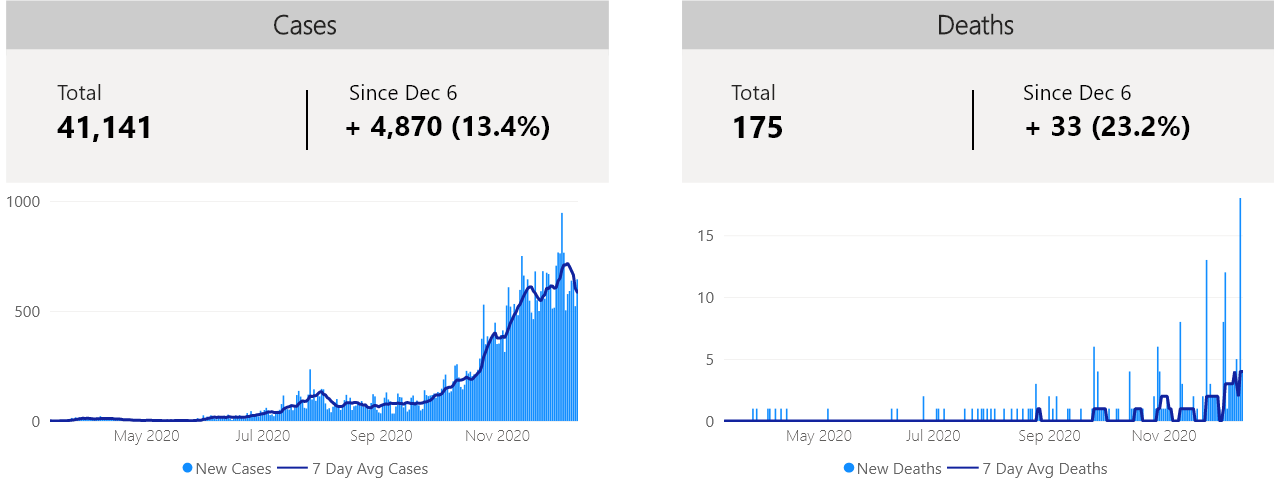 Cases
Total
41,141
Since Dec 6
+ 4,870 (13.4%)
1000
500
0
May 2020 Jul 2020 Sep 2020 Nov 2020
New Cases 7 Day Avg Cases
Deaths
Total
175
Since Dec 6
+ 33 (23.2%)
15
10
5
0
May 2020 Jul 2020 Sep 2020 Nov 2020
New Deaths 7 Day Avg Deaths